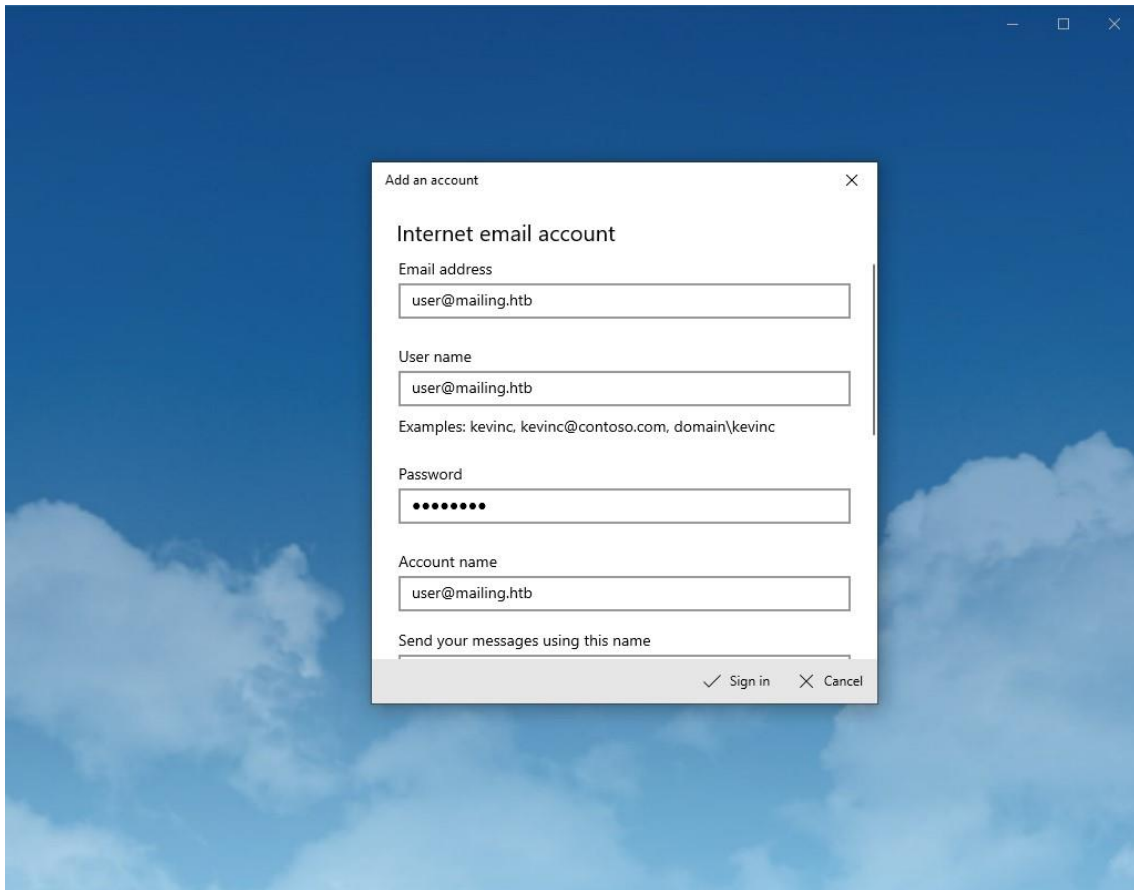 Add an account
Internet email account
Email address
user@mailing.htb
User name
user@mailing.htb
Examples: kevinc, kevinc@contoso.com, domain\kevinc
Password
••••••••
Account name
user@mailing.htb
Send your messages using this name
Sign in Cancel